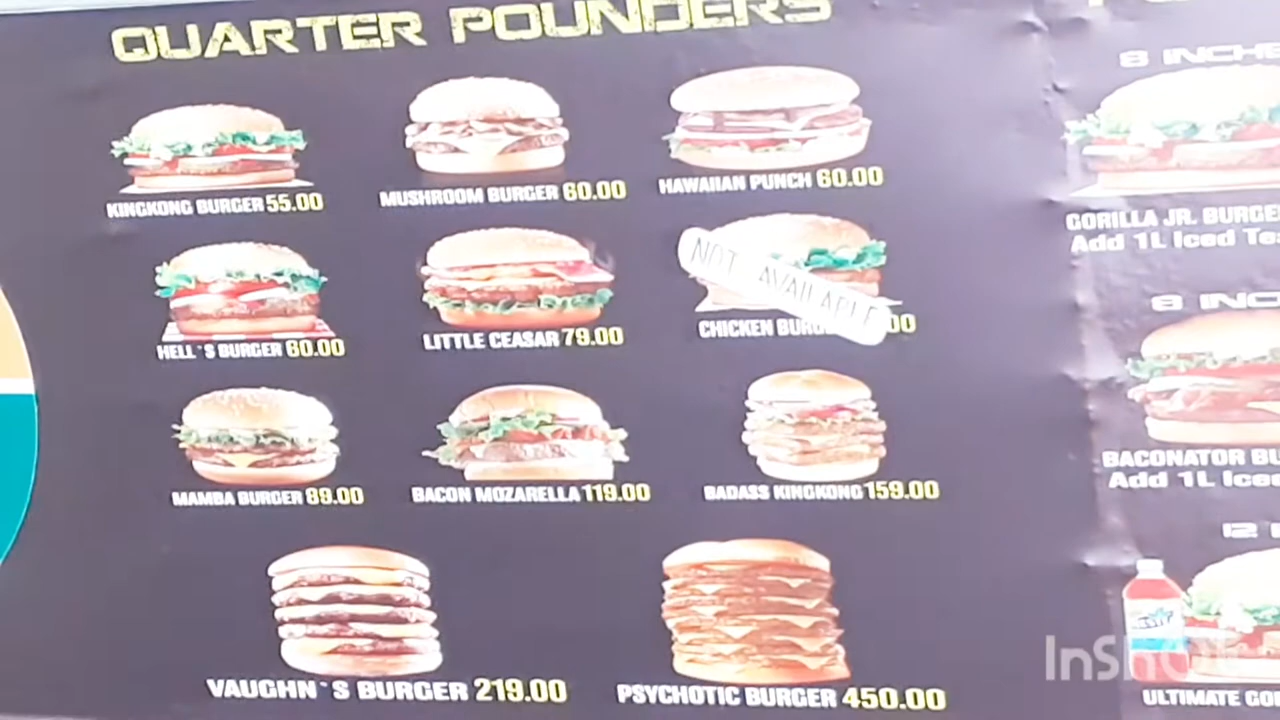 QUARTER POUNDERS
KINGKONG BURGER 55.00
MUSHROOM BURGER 60.00
HAWAIIAN PUNCH 60.00
HELL`S BURGER 60.00
LITTLE CEASAR 79.00
NOT AVAILABLE
CHICKEN
MAMBA BURGER 89.00
BACON MOZARELLA 119.00
BADASS KINGKONG 159.00
VAUGHN`S BURGER 219.00
PSYCHOTIC BURGER 450.00
8 INCHE
GORILLA JR. BURGE
Add 1L Iced Te
8 INC
BACONATOR BU
Add 1L Iced
12 I
ULTIMATE GO
InShot